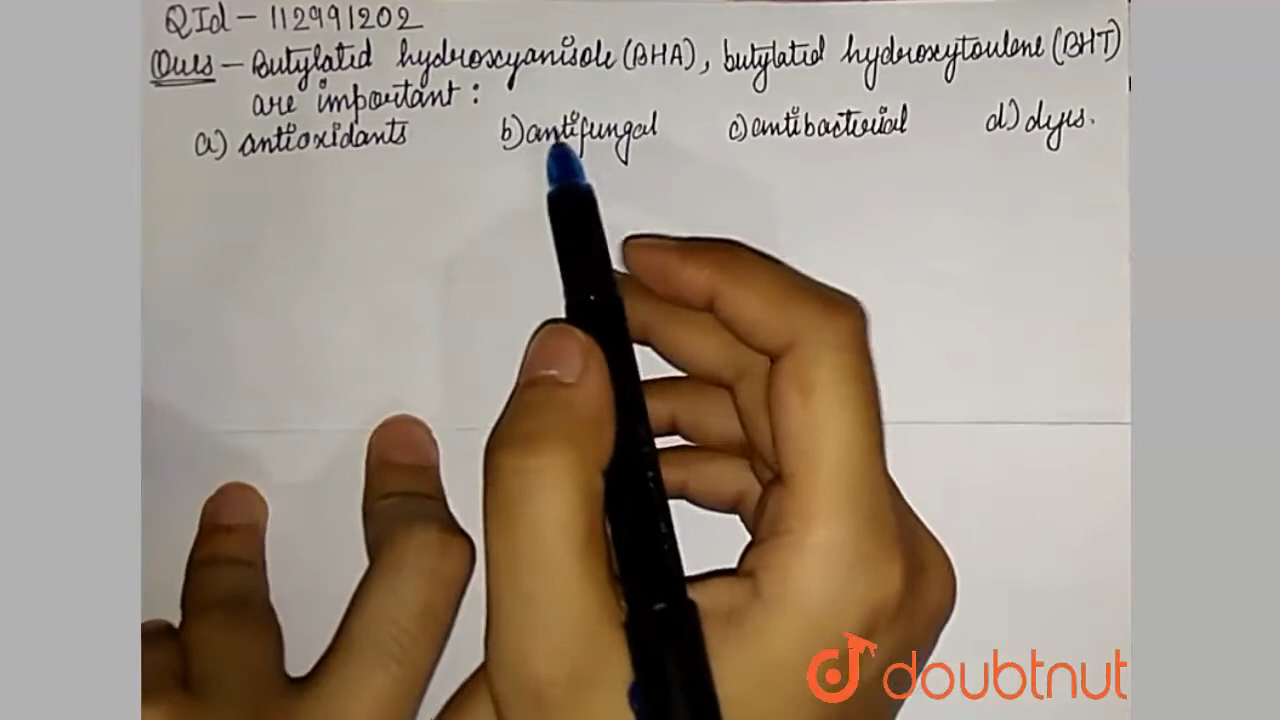 QId - 112991202
Ques - Butylated hydroxyanisole (BHA), butylated hydroxytoulene (BHT)
are important :
a) antioxidants b) antifungal c) antibacterial d) dyes.
doubtnut